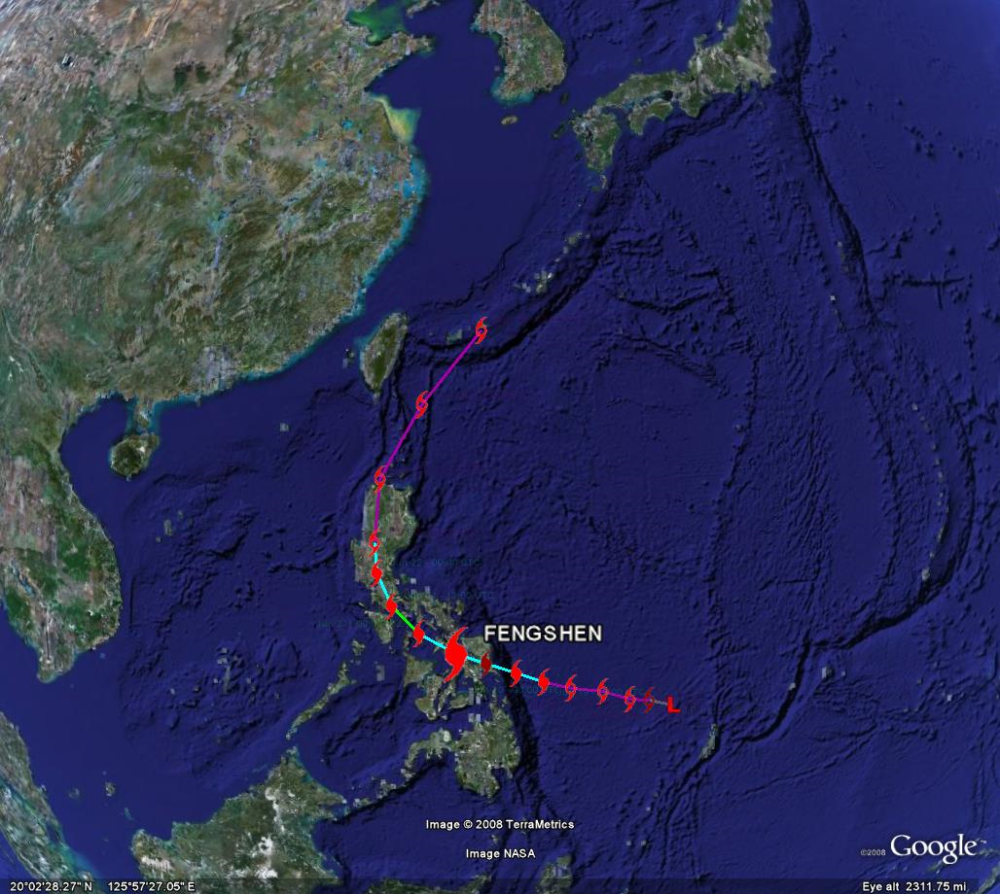 FENGSHEN
L
Image © 2008 TerraMetrics
Image NASA
©2008 Google™
20°02'28.27" N 125°57'27.05" E
Eye alt 2311.75 mi